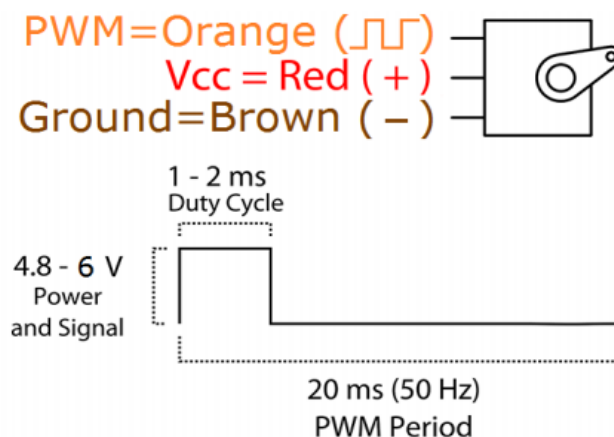 PWM=Orange (⎍⎍)
Vcc = Red (+)
Ground=Brown (−)
1 - 2 ms
Duty Cycle
4.8 - 6 V
Power
and Signal
20 ms (50 Hz)
PWM Period